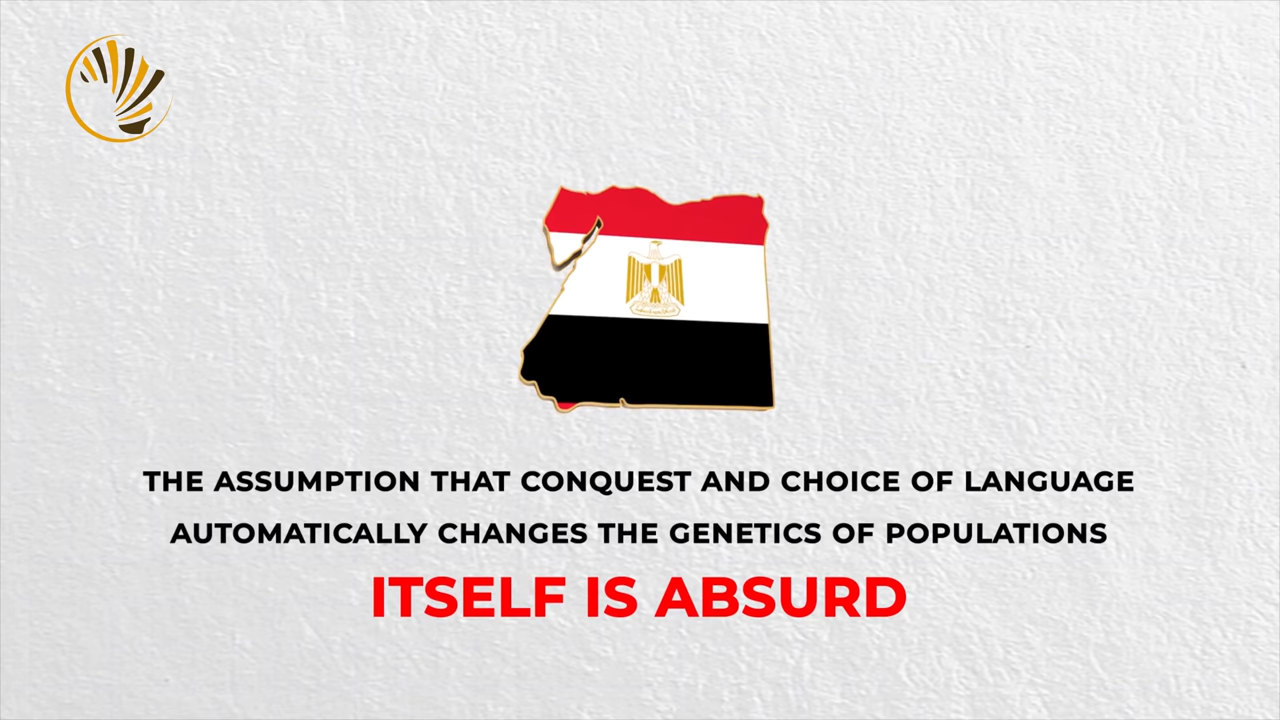 THE ASSUMPTION THAT CONQUEST AND CHOICE OF LANGUAGE
AUTOMATICALLY CHANGES THE GENETICS OF POPULATIONS
ITSELF IS ABSURD